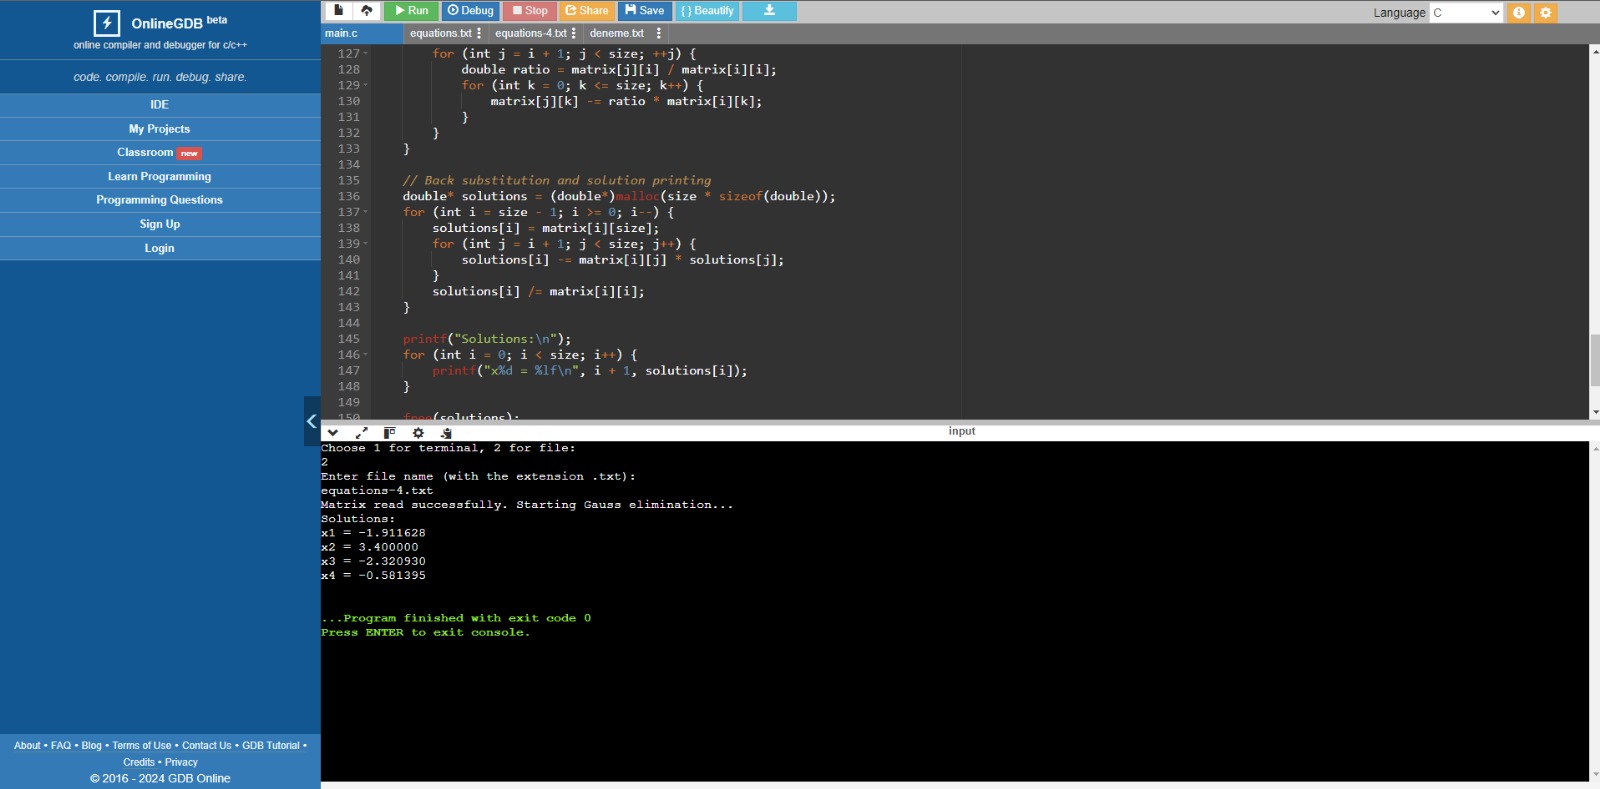 OnlineGDB beta
online compiler and debugger for c/c++
code. compile. run. debug. share.
IDE
My Projects
Classroom new
Learn Programming
Programming Questions
Sign Up
Login
About • FAQ • Blog • Terms of Use • Contact Us • GDB Tutorial •
Credits • Privacy
© 2016 - 2024 GDB Online
Run Debug Stop Share Save { } Beautify
Language C
main.c equations.txt equations-4.txt deneme.txt
127 for (int j = i + 1; j < size; ++j) {
128 double ratio = matrix[j][i] / matrix[i][i];
129 for (int k = 0; k <= size; k++) {
130 matrix[j][k] -= ratio * matrix[i][k];
131 }
132 }
133 }
134
135 // Back substitution and solution printing
136 double* solutions = (double*)malloc(size * sizeof(double));
137 for (int i = size - 1; i >= 0; i--) {
138 solutions[i] = matrix[i][size];
139 for (int j = i + 1; j < size; j++) {
140 solutions[i] -= matrix[i][j] * solutions[j];
141 }
142 solutions[i] /= matrix[i][i];
143 }
144
145 printf("Solutions:\n");
146 for (int i = 0; i < size; i++) {
147 printf("x%d = %lf\n", i + 1, solutions[i]);
148 }
149
150 free(solutions);
input
Choose 1 for terminal, 2 for file:
2
Enter file name (with the extension .txt):
equations-4.txt
Matrix read successfully. Starting Gauss elimination...
Solutions:
x1 = -1.911628
x2 = 3.400000
x3 = -2.320930
x4 = -0.581395
...Program finished with exit code 0
Press ENTER to exit console.